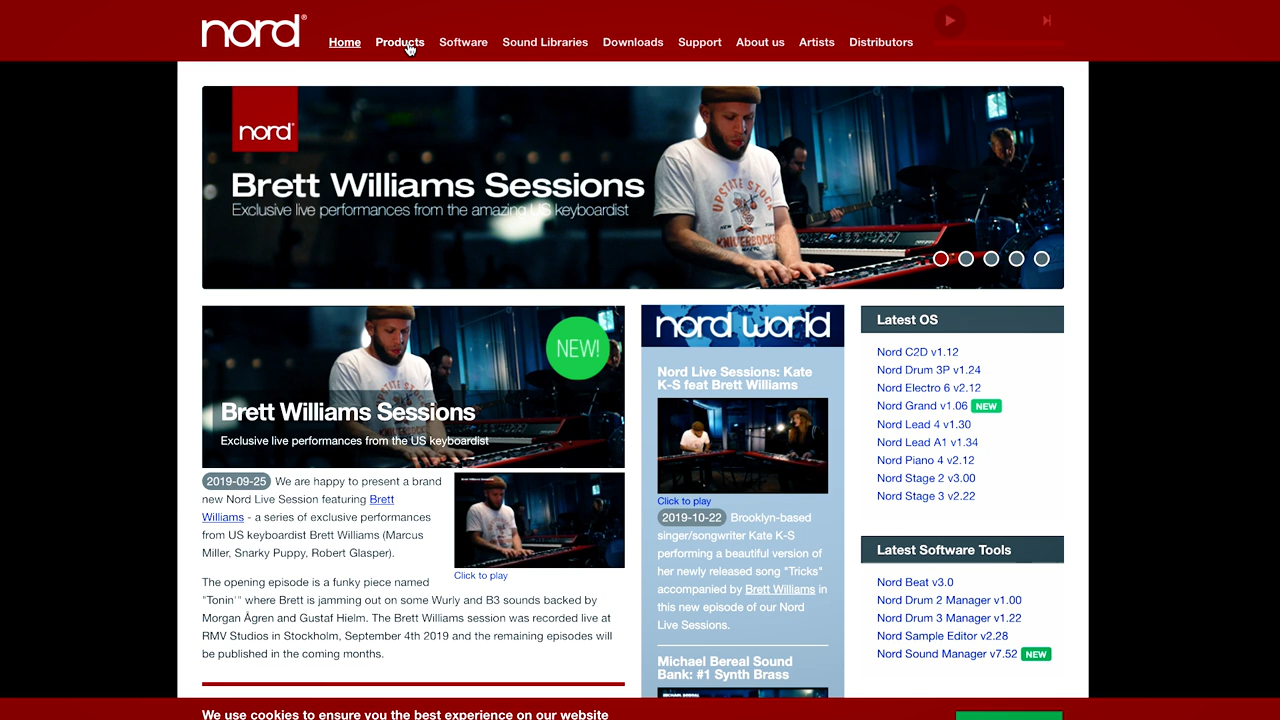 nord®
Home Products Software Sound Libraries Downloads Support About us Artists Distributors
nord®
Brett Williams Sessions
Exclusive live performances from the amazing US keyboardist
UPSTATE STOCK
NEW
KNICKERBOCKER
NEW!
Brett Williams Sessions
Exclusive live performances from the US keyboardist
2019-09-25 We are happy to present a brand
new Nord Live Session featuring Brett
Williams - a series of exclusive performances
from US keyboardist Brett Williams (Marcus
Miller, Snarky Puppy, Robert Glasper).
Brett Williams Sessions
Click to play
The opening episode is a funky piece named
"Tonin'" where Brett is jamming out on some Wurly and B3 sounds backed by
Morgan Ågren and Gustaf Hielm. The Brett Williams session was recorded live at
RMV Studios in Stockholm, September 4th 2019 and the remaining episodes will
be published in the coming months.
nord world
Nord Live Sessions: Kate
K-S feat Brett Williams
Click to play
2019-10-22 Brooklyn-based
singer/songwriter Kate K-S
performing a beautiful version of
her newly released song "Tricks"
accompanied by Brett Williams in
this new episode of our Nord
Live Sessions.
Michael Bereal Sound
Bank: #1 Synth Brass
MICHAEL BEREAL
Latest OS
Nord C2D v1.12
Nord Drum 3P v1.24
Nord Electro 6 v2.12
Nord Grand v1.06 NEW
Nord Lead 4 v1.30
Nord Lead A1 v1.34
Nord Piano 4 v2.12
Nord Stage 2 v3.00
Nord Stage 3 v2.22
Latest Software Tools
Nord Beat v3.0
Nord Drum 2 Manager v1.00
Nord Drum 3 Manager v1.22
Nord Sample Editor v2.28
Nord Sound Manager v7.52 NEW
We use cookies to ensure you the best experience on our website